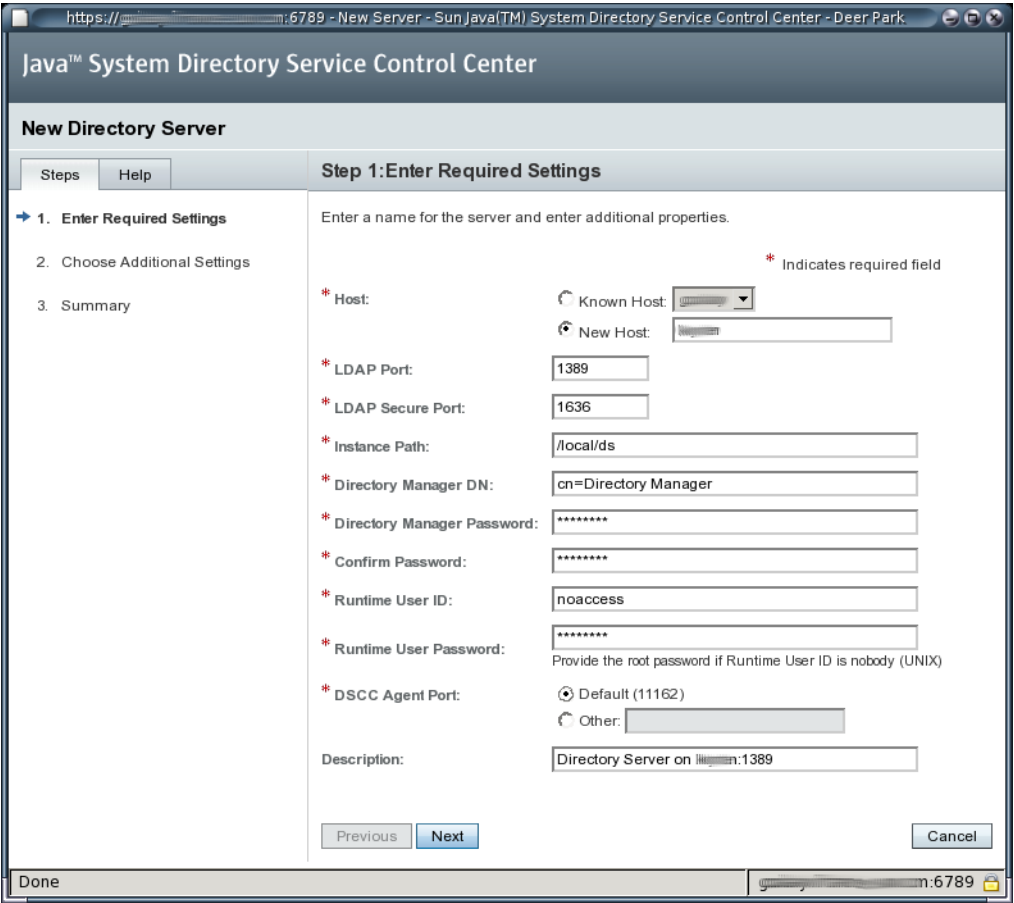 https:// :6789 - New Server - Sun Java(TM) System Directory Service Control Center - Deer Park
Java™ System Directory Service Control Center
New Directory Server
Steps
Help
1. Enter Required Settings
2. Choose Additional Settings
3. Summary
Step 1:Enter Required Settings
Enter a name for the server and enter additional properties.
* Indicates required field
* Host:
Known Host:
New Host:
* LDAP Port: 1389
* LDAP Secure Port: 1636
* Instance Path: /local/ds
* Directory Manager DN: cn=Directory Manager
* Directory Manager Password: ********
* Confirm Password: ********
* Runtime User ID: noaccess
* Runtime User Password: ********
Provide the root password if Runtime User ID is nobody (UNIX)
* DSCC Agent Port: Default (11162)
Other:
Description: Directory Server on :1389
Previous
Next
Cancel
Done
:6789